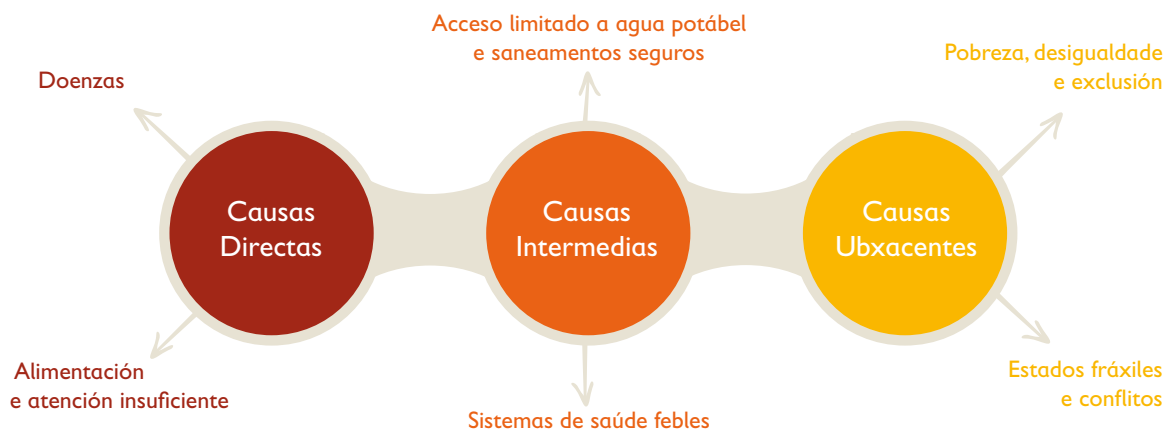 Acceso limitado a agua potábel
e saneamentos seguros
Pobreza, desigualdade
e exclusión
Doenzas
Causas
Directas
Causas
Intermedias
Causas
Ubxacentes
Alimentación
e atención insuficiente
Estados fráxiles
e conflitos
Sistemas de saúde febles